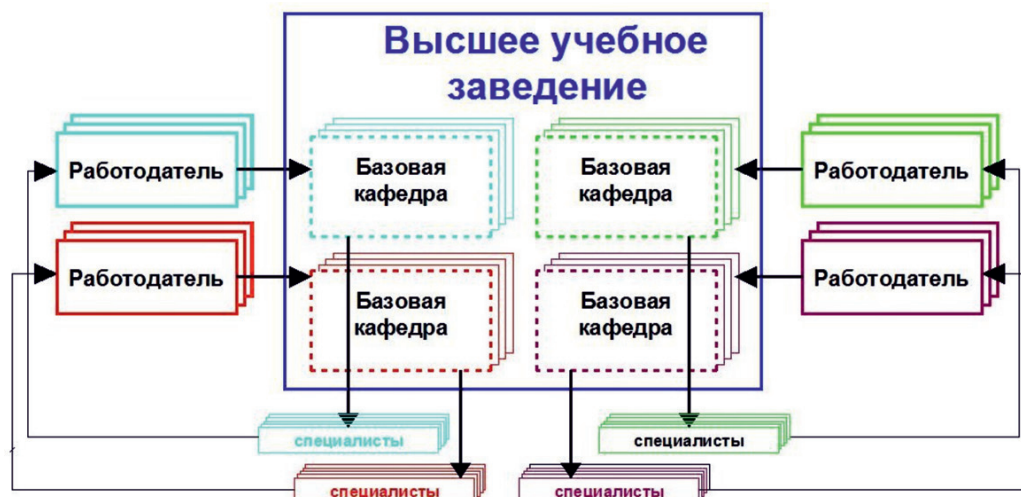 Высшее учебное
заведение
Работодатель
Базовая
кафедра
Базовая
кафедра
Работодатель
Работодатель
Базовая
кафедра
Базовая
кафедра
Работодатель
специалисты
специалисты
специалисты
специалисты